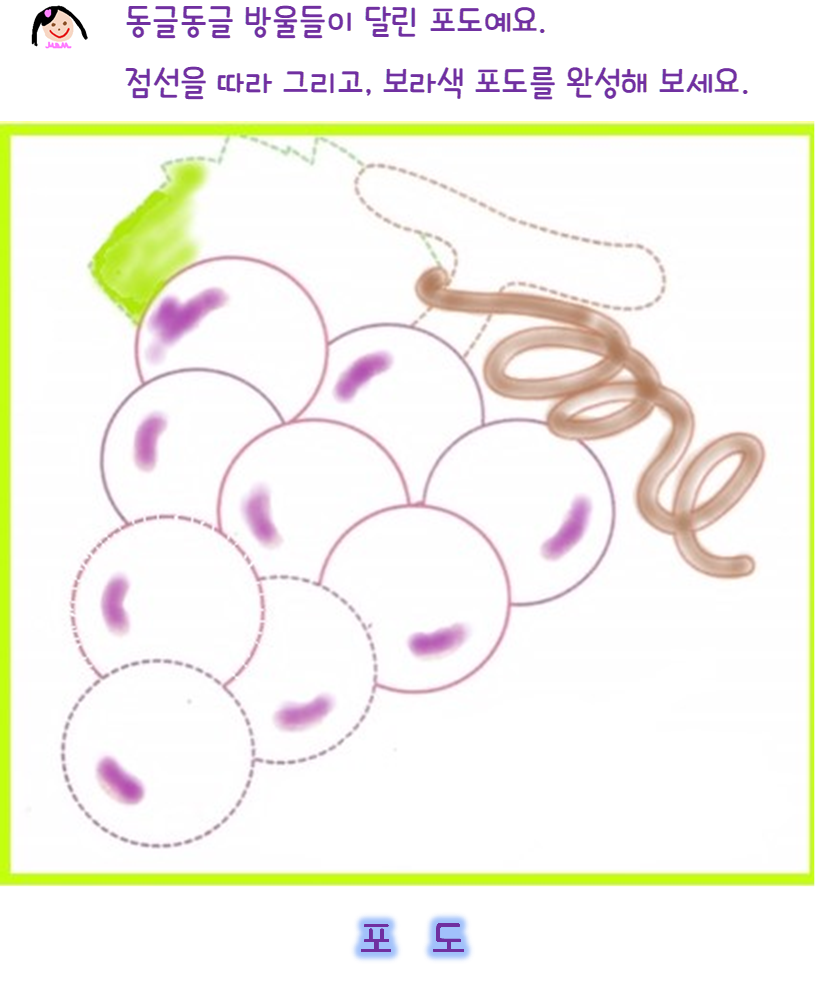 동글동글 방울들이 달린 포도예요.
점선을 따라 그리고, 보라색 포도를 완성해 보세요.
포 도